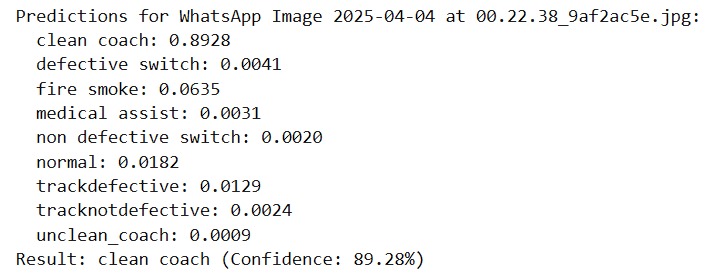 Predictions for WhatsApp Image 2025-04-04 at 00.22.38_9af2ac5e.jpg:
clean coach: 0.8928
defective switch: 0.0041
fire smoke: 0.0635
medical assist: 0.0031
non defective switch: 0.0020
normal: 0.0182
trackdefective: 0.0129
tracknotdefective: 0.0024
unclean_coach: 0.0009
Result: clean coach (Confidence: 89.28%)